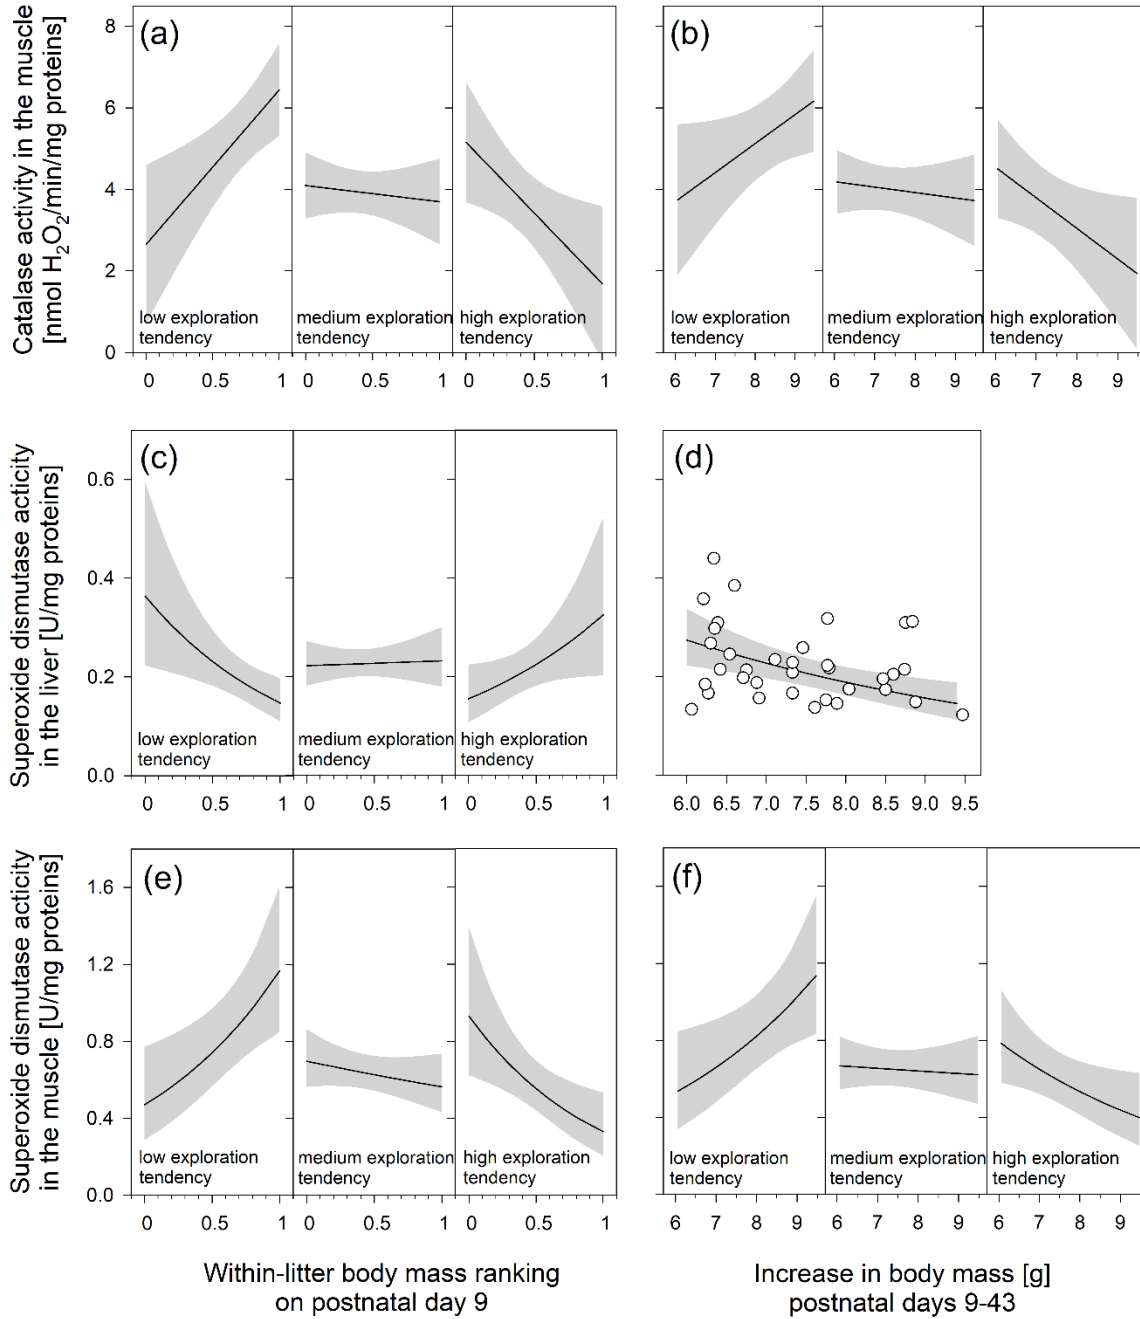 Catalase activity in the muscle
[nmol H₂O₂/min/mg proteins]
8
6
4
2
0
(a)
low exploration
tendency
medium exploration
tendency
high exploration
tendency
0 0.5 1 0 0.5 1 0 0.5 1
(b)
low exploration
tendency
medium exploration
tendency
high exploration
tendency
6 7 8 9 6 7 8 9 6 7 8 9
Superoxide dismutase acticity
in the liver [U/mg proteins]
0.6
0.4
0.2
0.0
(c)
low exploration
tendency
medium exploration
tendency
high exploration
tendency
0 0.5 1 0 0.5 1 0 0.5 1
(d)
6.0 6.5 7.0 7.5 8.0 8.5 9.0 9.5
Superoxide dismutase acticity
in the muscle [U/mg proteins]
1.6
1.2
0.8
0.4
0.0
(e)
low exploration
tendency
medium exploration
tendency
high exploration
tendency
0 0.5 1 0 0.5 1 0 0.5 1
(f)
low exploration
tendency
medium exploration
tendency
high exploration
tendency
6 7 8 9 6 7 8 9 6 7 8 9
Within-litter body mass ranking
on postnatal day 9
Increase in body mass [g]
postnatal days 9-43